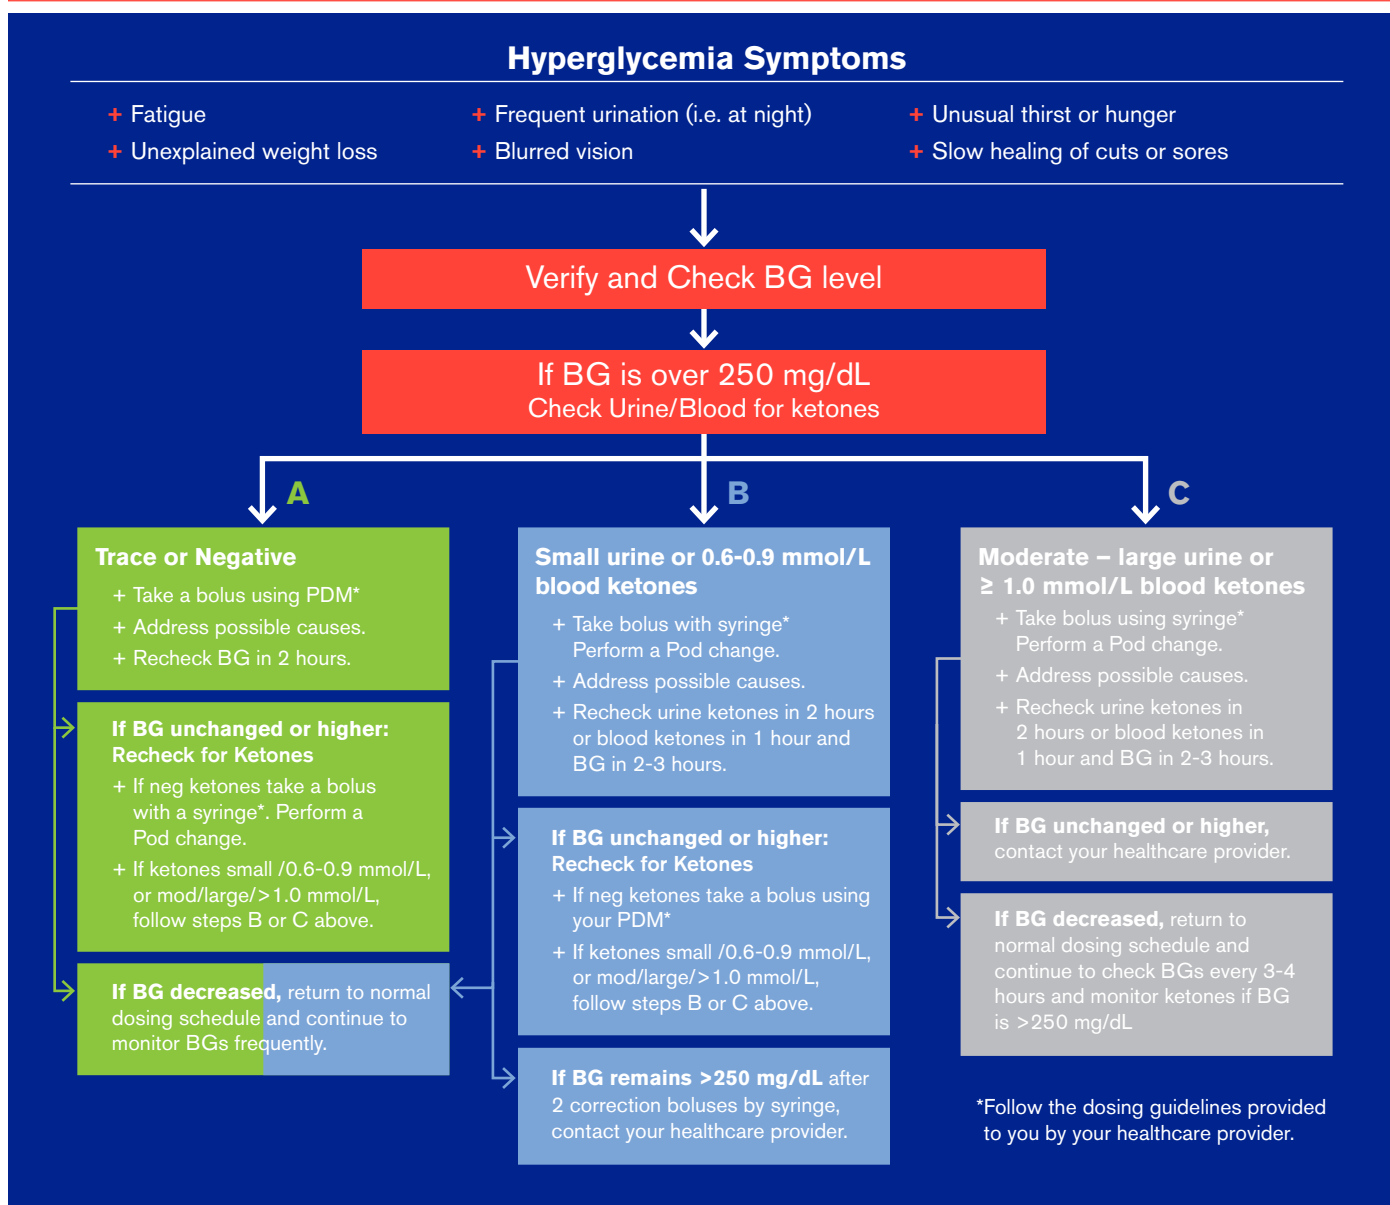 Hyperglycemia Symptoms
+ Fatigue
+ Unexplained weight loss
+ Frequent urination (i.e. at night)
+ Blurred vision
+ Unusual thirst or hunger
+ Slow healing of cuts or sores
Verify and Check BG level
If BG is over 250 mg/dL
Check Urine/Blood for ketones
A
Trace or Negative
+ Take a bolus using PDM*
+ Address possible causes.
+ Recheck BG in 2 hours.
If BG unchanged or higher:
Recheck for Ketones
+ If neg ketones take a bolus
with a syringe*. Perform a
Pod change.
+ If ketones small /0.6-0.9 mmol/L,
or mod/large/>1.0 mmol/L,
follow steps B or C above.
If BG decreased, return to normal
dosing schedule and continue to
monitor BGs frequently.
B
Small urine or 0.6-0.9 mmol/L
blood ketones
+ Take bolus with syringe*
Perform a Pod change.
+ Address possible causes.
+ Recheck urine ketones in 2 hours
or blood ketones in 1 hour and
BG in 2-3 hours.
If BG unchanged or higher:
Recheck for Ketones
+ If neg ketones take a bolus using
your PDM*
+ If ketones small /0.6-0.9 mmol/L,
or mod/large/>1.0 mmol/L,
follow steps B or C above.
If BG remains >250 mg/dL after
2 correction boluses by syringe,
contact your healthcare provider.
C
Moderate – large urine or
≥ 1.0 mmol/L blood ketones
+ Take bolus using syringe*
Perform a Pod change.
+ Address possible causes.
+ Recheck urine ketones in
2 hours or blood ketones in
1 hour and BG in 2-3 hours.
If BG unchanged or higher,
contact your healthcare provider.
If BG decreased, return to
normal dosing schedule and
continue to check BGs every 3-4
hours and monitor ketones if BG
is >250 mg/dL
*Follow the dosing guidelines provided
to you by your healthcare provider.